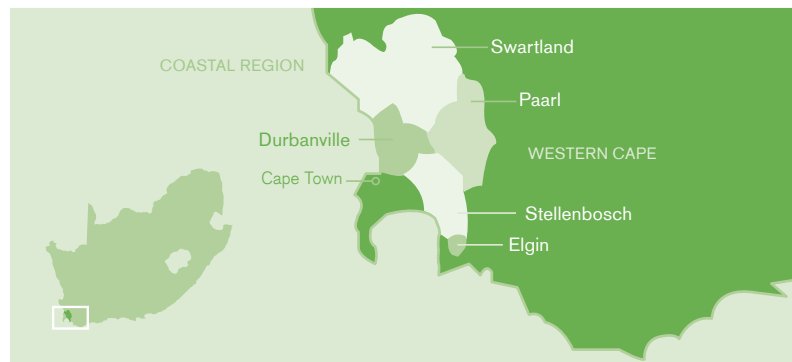 Swartland
COASTAL REGION
Paarl
Durbanville
WESTERN CAPE
Cape Town
Stellenbosch
Elgin